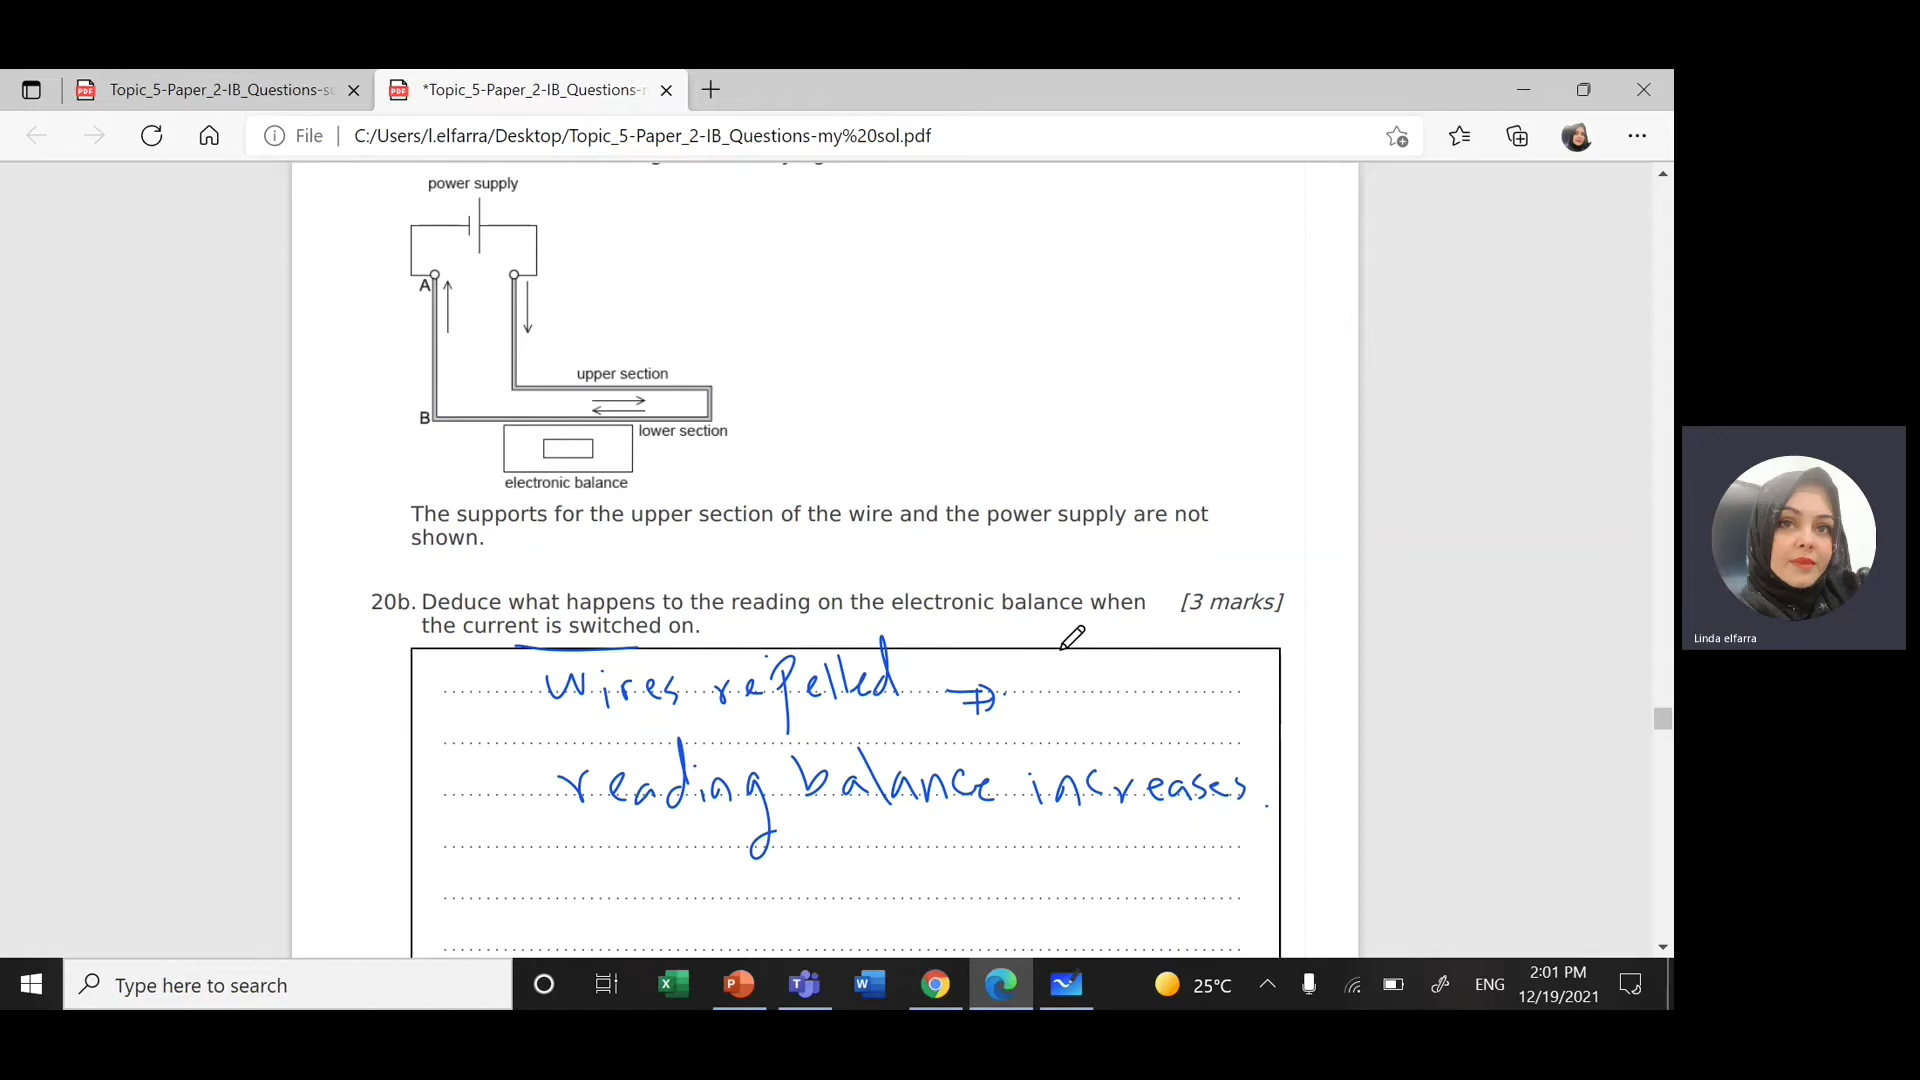 Topic_5-Paper_2-IB_Questions-so
*Topic_5-Paper_2-IB_Questions-
File
C:/Users/l.elfarra/Desktop/Topic_5-Paper_2-IB_Questions-my%20sol.pdf
power supply
A
upper section
B
lower section
electronic balance
The supports for the upper section of the wire and the power supply are not
shown.
20b. Deduce what happens to the reading on the electronic balance when [3 marks]
the current is switched on.
wires repelled ⇒
reading balance increases.
Linda elfarra
Type here to search
25°C
ENG
2:01 PM
12/19/2021